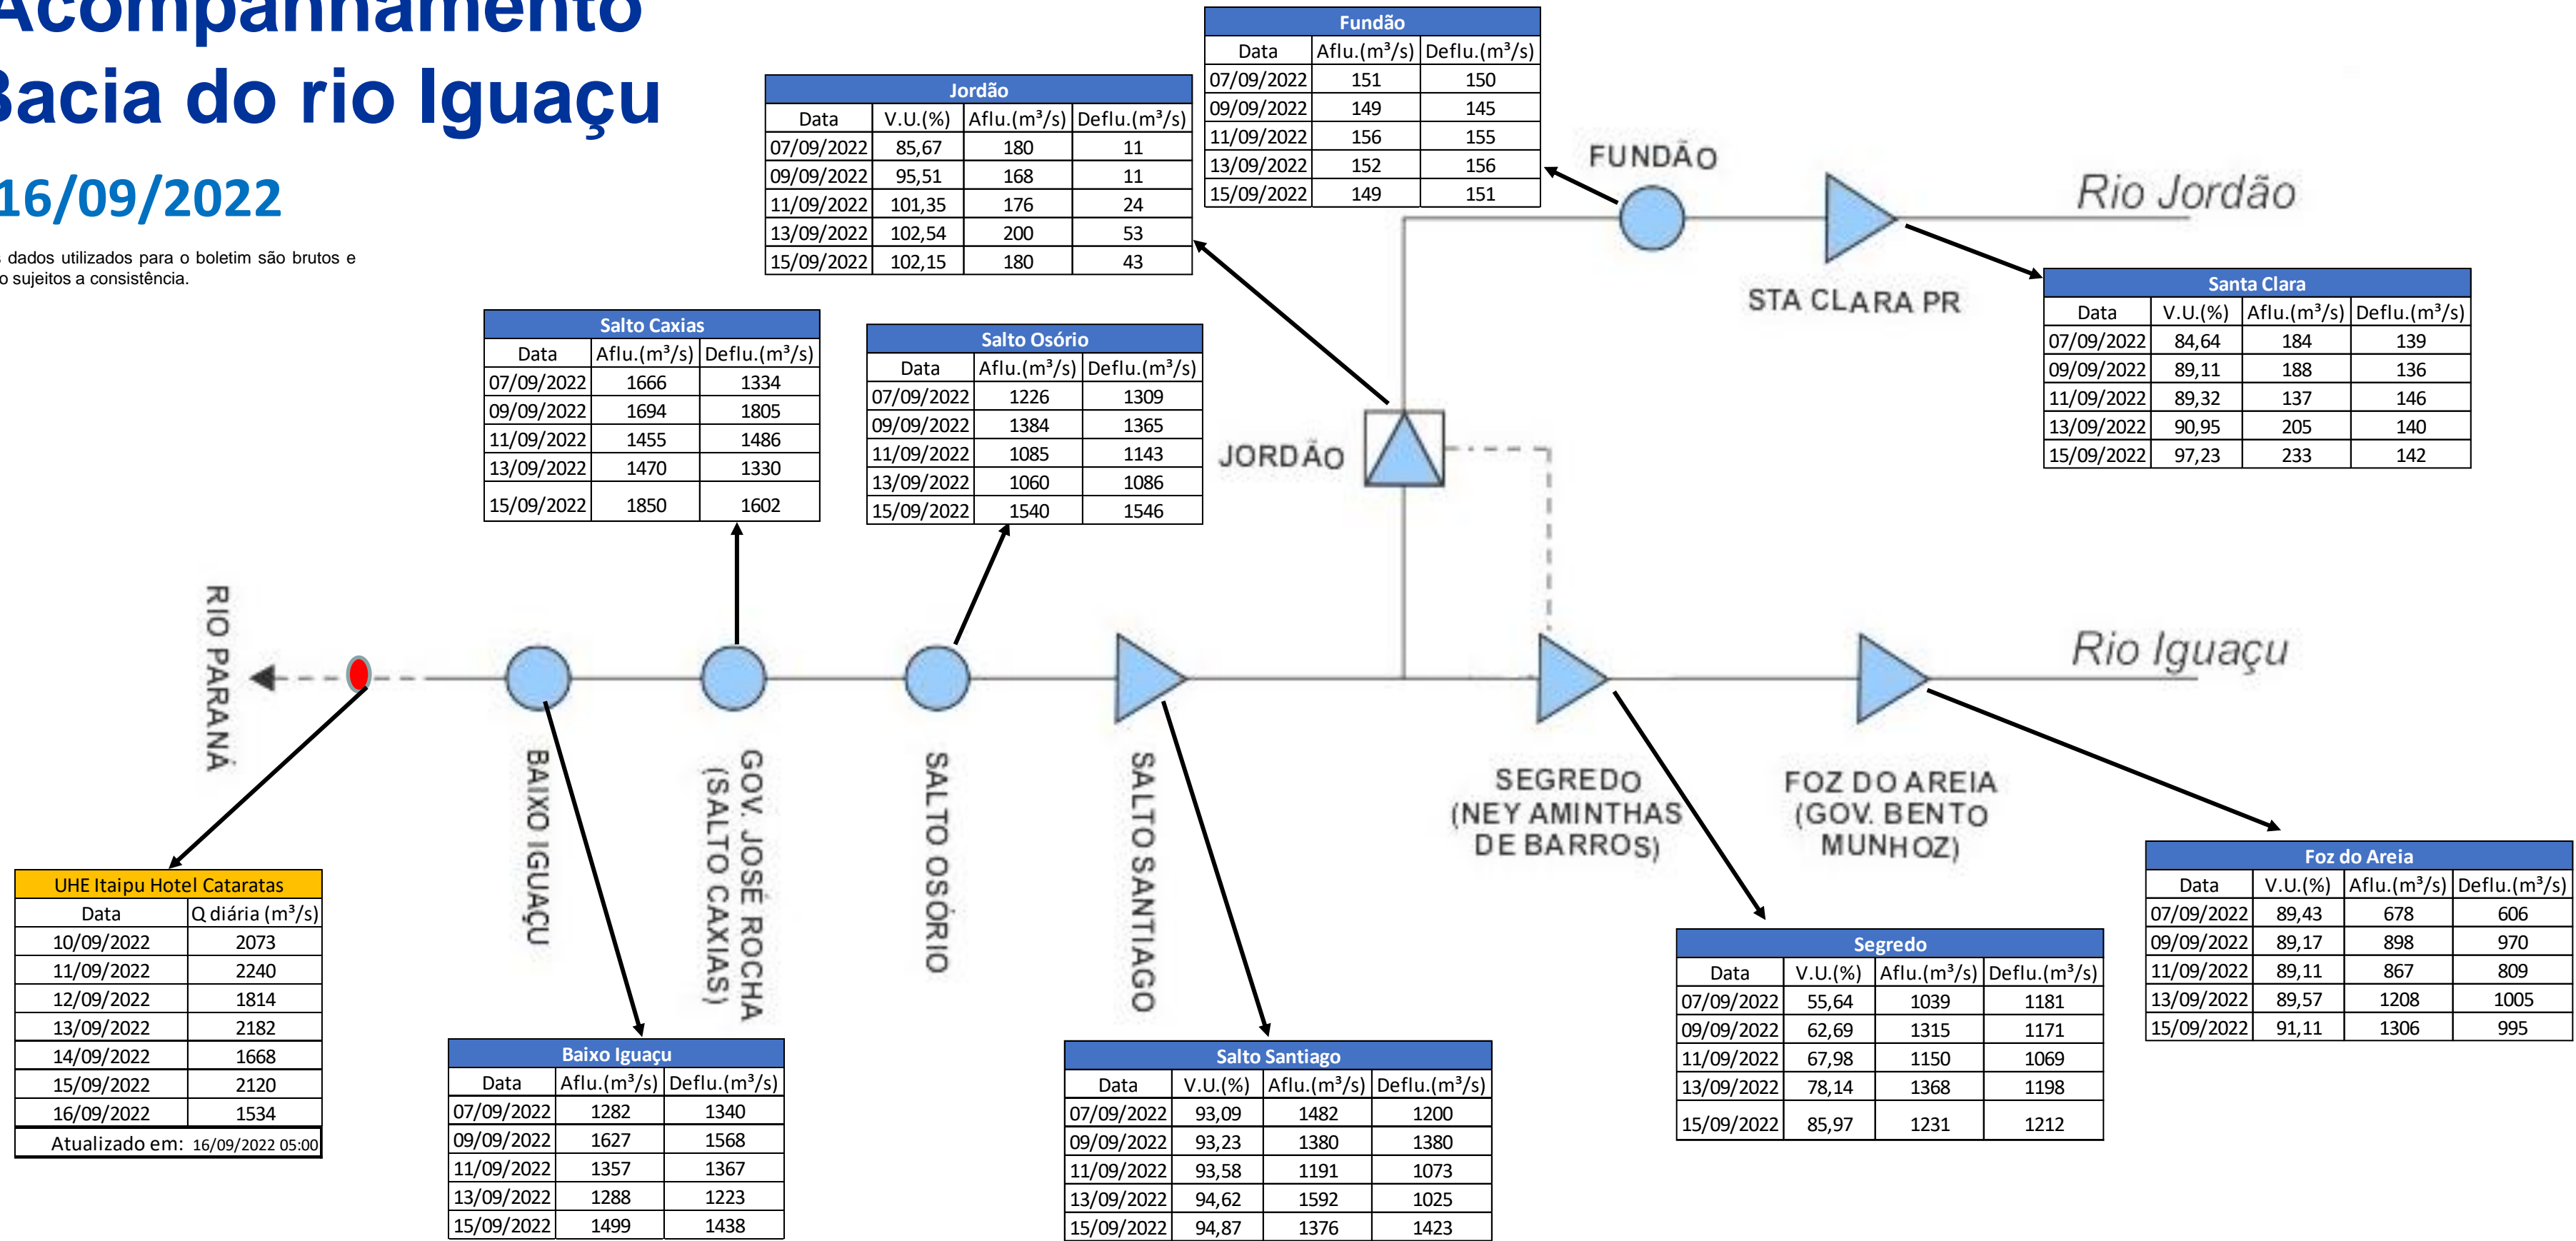 Acompanhamento
Bacia do rio Iguaçu
16/09/2022
s dados utilizados para o boletim são brutos e
o sujeitos a consistência.
Fundão
Data Aflu.(m³/s) Deflu.(m³/s)
07/09/2022 151 150
09/09/2022 149 145
11/09/2022 156 155
13/09/2022 152 156
15/09/2022 149 151
Jordão
Data V.U.(%) Aflu.(m³/s) Deflu.(m³/s)
07/09/2022 85,67 180 11
09/09/2022 95,51 168 11
11/09/2022 101,35 176 24
13/09/2022 102,54 200 53
15/09/2022 102,15 180 43
FUNDÃO
Rio Jordão
STA CLARA PR
Santa Clara
Data V.U.(%) Aflu.(m³/s) Deflu.(m³/s)
07/09/2022 84,64 184 139
09/09/2022 89,11 188 136
11/09/2022 89,32 137 146
13/09/2022 90,95 205 140
15/09/2022 97,23 233 142
Salto Caxias
Data Aflu.(m³/s) Deflu.(m³/s)
07/09/2022 1666 1334
09/09/2022 1694 1805
11/09/2022 1455 1486
13/09/2022 1470 1330
15/09/2022 1850 1602
Salto Osório
Data Aflu.(m³/s) Deflu.(m³/s)
07/09/2022 1226 1309
09/09/2022 1384 1365
11/09/2022 1085 1143
13/09/2022 1060 1086
15/09/2022 1540 1546
JORDÃO
RIO PARANÁ
Rio Iguaçu
BAIXO IGUAÇU
GOV. JOSÉ ROCHA
(SALTO CAXIAS)
SALTO OSÓRIO
SALTO SANTIAGO
SEGREDO
(NEY AMINTHAS
DE BARROS)
FOZ DO AREIA
(GOV. BENTO
MUNHOZ)
UHE Itaipu Hotel Cataratas
Data Q diária (m³/s)
10/09/2022 2073
11/09/2022 2240
12/09/2022 1814
13/09/2022 2182
14/09/2022 1668
15/09/2022 2120
16/09/2022 1534
Atualizado em: 16/09/2022 05:00
Baixo Iguaçu
Data Aflu.(m³/s) Deflu.(m³/s)
07/09/2022 1282 1340
09/09/2022 1627 1568
11/09/2022 1357 1367
13/09/2022 1288 1223
15/09/2022 1499 1438
Salto Santiago
Data V.U.(%) Aflu.(m³/s) Deflu.(m³/s)
07/09/2022 93,09 1482 1200
09/09/2022 93,23 1380 1380
11/09/2022 93,58 1191 1073
13/09/2022 94,62 1592 1025
15/09/2022 94,87 1376 1423
Segredo
Data V.U.(%) Aflu.(m³/s) Deflu.(m³/s)
07/09/2022 55,64 1039 1181
09/09/2022 62,69 1315 1171
11/09/2022 67,98 1150 1069
13/09/2022 78,14 1368 1198
15/09/2022 85,97 1231 1212
Foz do Areia
Data V.U.(%) Aflu.(m³/s) Deflu.(m³/s)
07/09/2022 89,43 678 606
09/09/2022 89,17 898 970
11/09/2022 89,11 867 809
13/09/2022 89,57 1208 1005
15/09/2022 91,11 1306 995